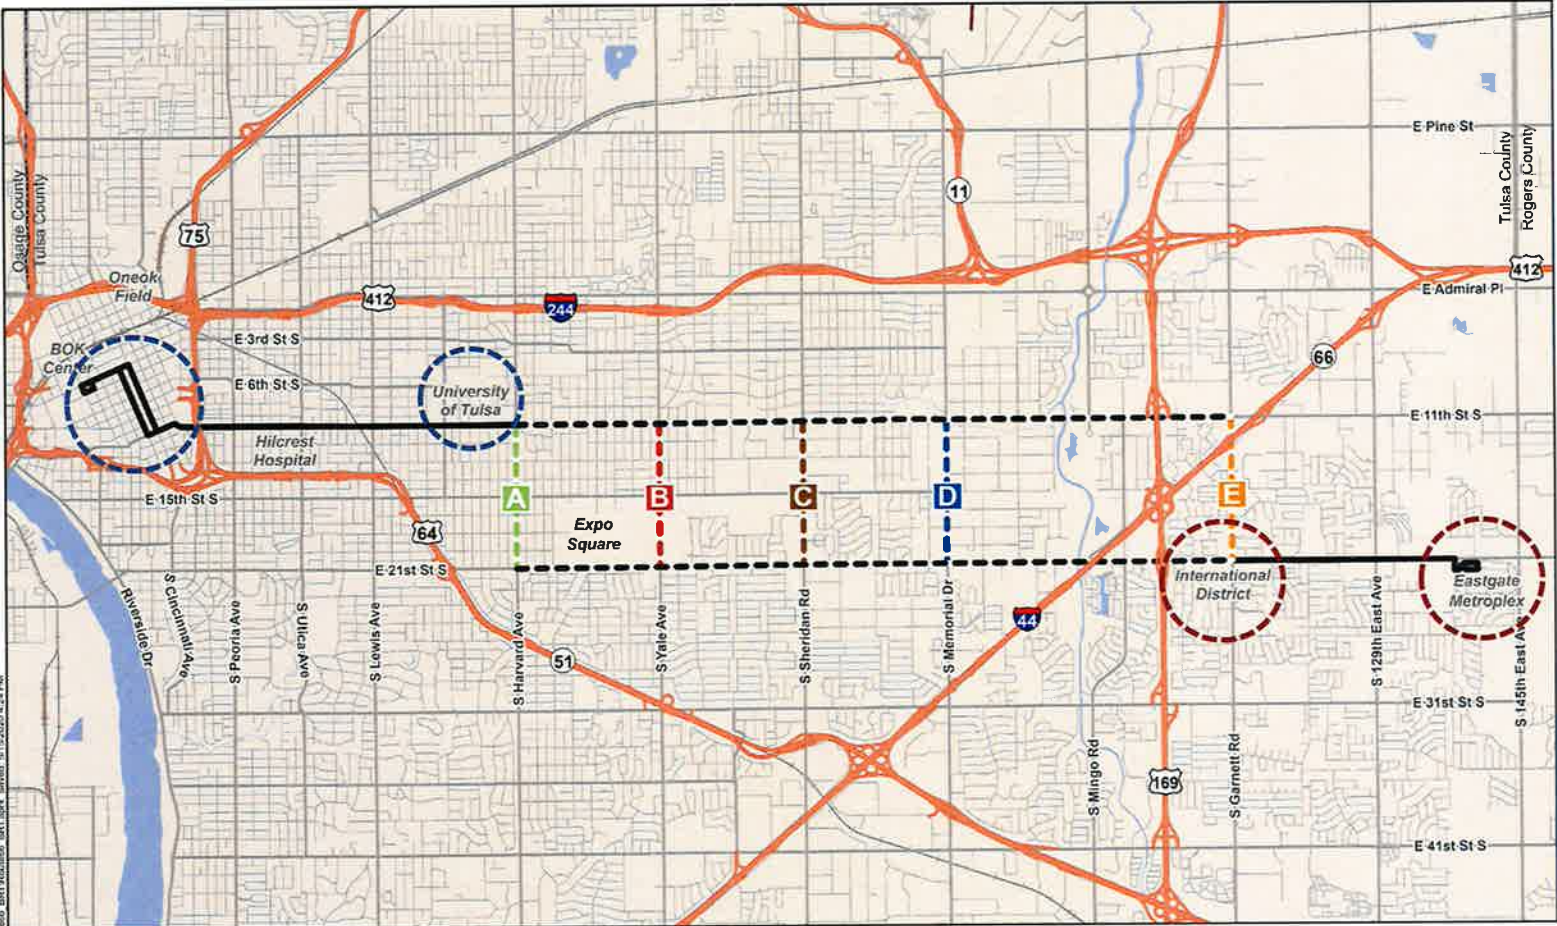 E Pine St
Osage County
Tulsa County
Tulsa County
Rogers County
11
75
Oneok
Field
412
412
E Admiral Pl
244
E 3rd St S
BOK
Center
66
E 6th St S
University
of Tulsa
E 11th St S
Hilcrest
Hospital
E 15th St S
A
B
C
D
E
Expo
Square
64
E 21st St S
International
District
Eastgate
Metroplex
Riverside Dr
S Cincinnati Ave
S Peoria Ave
S Utica Ave
S Lewis Ave
S Harvard Ave
S Yale Ave
S Sheridan Rd
S Memorial Dr
44
S 129th East Ave
S 145th East Ave
51
E 31st St S
S Mingo Rd
169
S Garnett Rd
E 41st St S